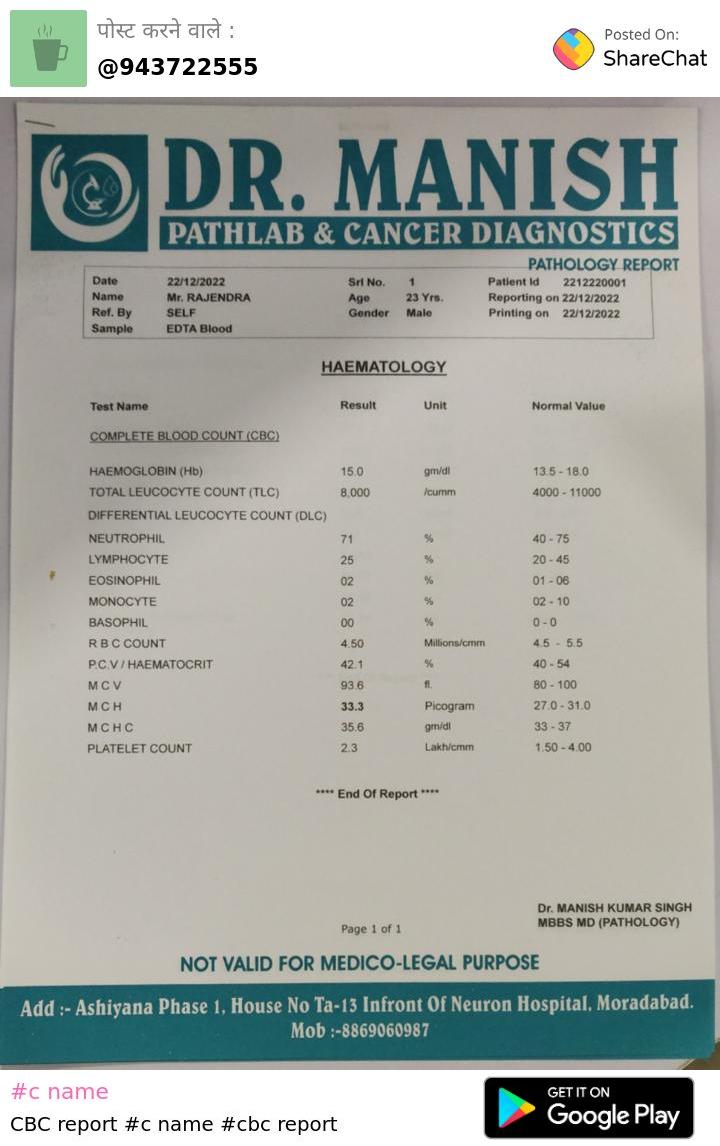 पोस्ट करने वाले :
@943722555
Posted On:
ShareChat
DR. MANISH
PATHLAB & CANCER DIAGNOSTICS
PATHOLOGY REPORT
Date 22/12/2022 Srl No. 1 Patient Id 2212220001
Name Mr. RAJENDRA Age 23 Yrs. Reporting on 22/12/2022
Ref. By SELF Gender Male Printing on 22/12/2022
Sample EDTA Blood
HAEMATOLOGY
Test Name Result Unit Normal Value
COMPLETE BLOOD COUNT (CBC)
HAEMOGLOBIN (Hb) 15.0 gm/dl 13.5 - 18.0
TOTAL LEUCOCYTE COUNT (TLC) 8,000 /cumm 4000 - 11000
DIFFERENTIAL LEUCOCYTE COUNT (DLC)
NEUTROPHIL 71 % 40 - 75
LYMPHOCYTE 25 % 20 - 45
EOSINOPHIL 02 % 01 - 06
MONOCYTE 02 % 02 - 10
BASOPHIL 00 % 0 - 0
R B C COUNT 4.50 Millions/cmm 4.5 - 5.5
P.C.V / HAEMATOCRIT 42.1 % 40 - 54
M C V 93.6 fl. 80 - 100
M C H 33.3 Picogram 27.0 - 31.0
M C H C 35.6 gm/dl 33 - 37
PLATELET COUNT 2.3 Lakh/cmm 1.50 - 4.00
**** End Of Report ****
Dr. MANISH KUMAR SINGH
MBBS MD (PATHOLOGY)
Page 1 of 1
NOT VALID FOR MEDICO-LEGAL PURPOSE
Add :- Ashiyana Phase 1, House No Ta-13 Infront Of Neuron Hospital, Moradabad.
Mob :-8869060987
#c name
CBC report #c name #cbc report
GET IT ON
Google Play